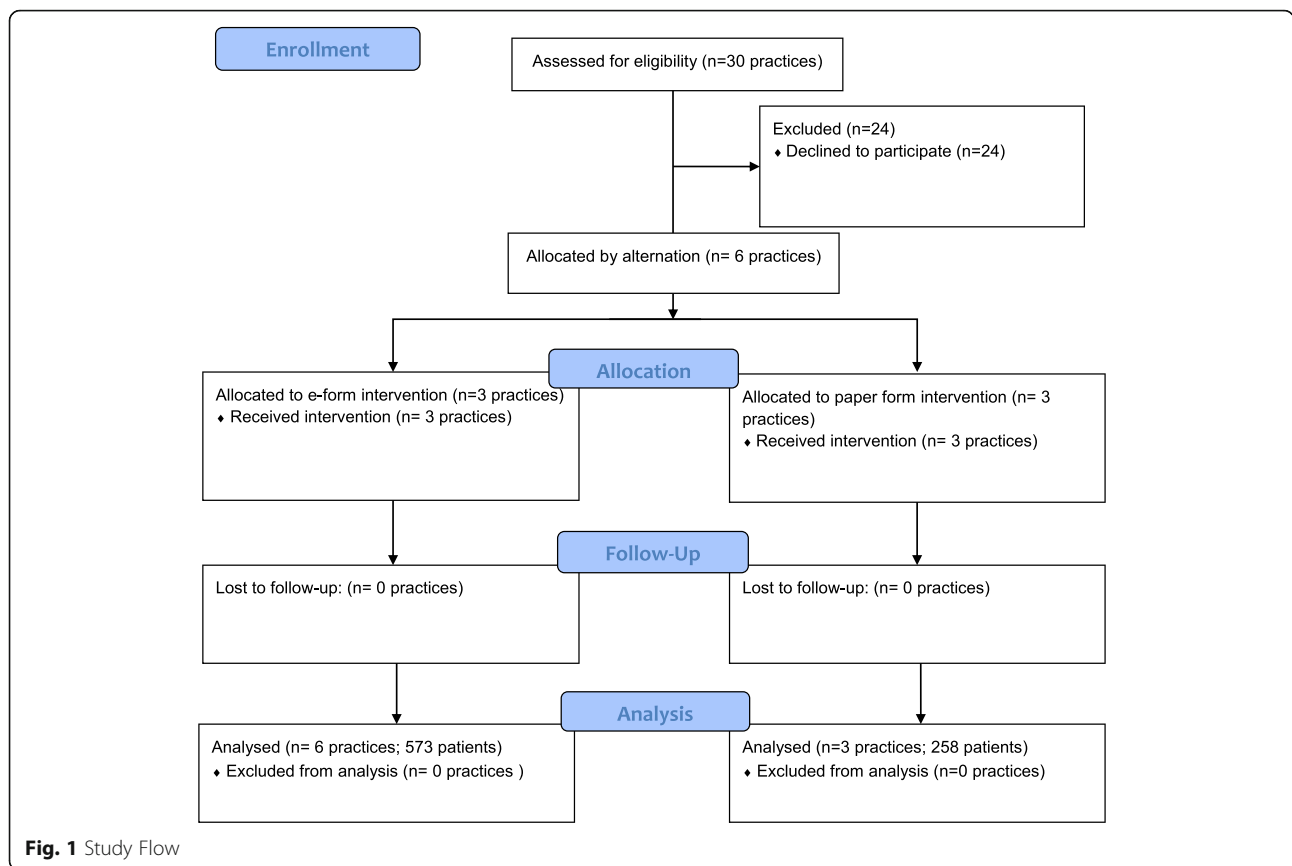 Enrollment
Assessed for eligibility (n=30 practices)
Excluded (n=24)
♦ Declined to participate (n=24)
Allocated by alternation (n= 6 practices)
Allocation
Allocated to e-form intervention (n=3 practices)
♦ Received intervention (n= 3 practices)
Allocated to paper form intervention (n= 3
practices)
♦ Received intervention (n= 3 practices)
Follow-Up
Lost to follow-up: (n= 0 practices)
Lost to follow-up: (n= 0 practices)
Analysis
Analysed (n= 6 practices; 573 patients)
♦ Excluded from analysis (n= 0 practices )
Analysed (n=3 practices; 258 patients)
♦ Excluded from analysis (n=0 practices)
Fig. 1 Study Flow